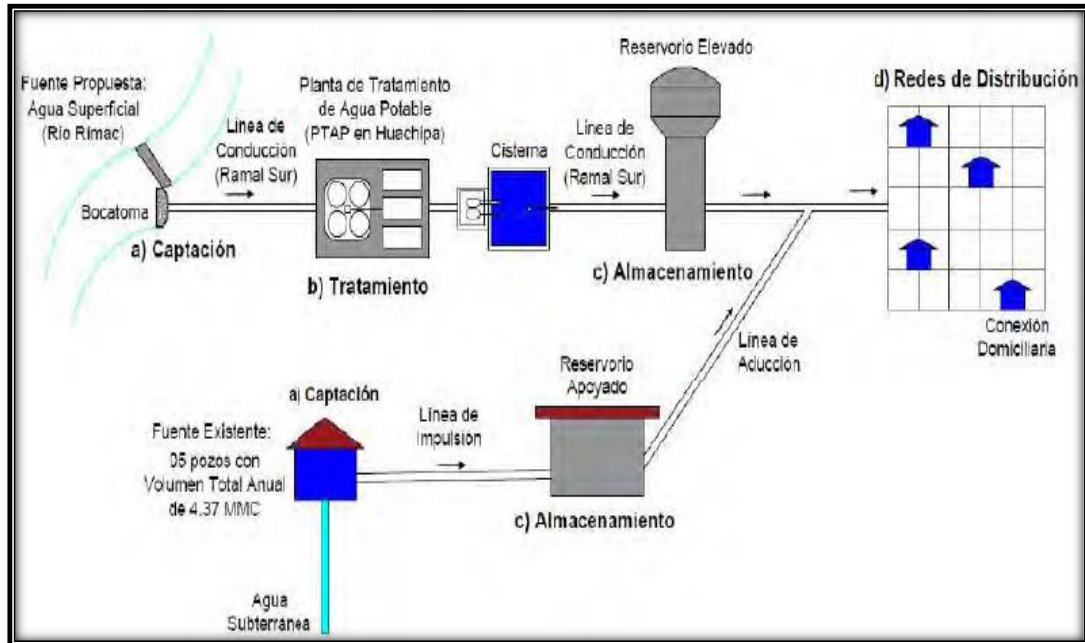 Fuente Propuesta:
Agua Superficial
(Río Rímac)
Bocatoma
a) Captación
Línea de
Conducción
(Ramal Sur)
Planta de Tratamiento
de Agua Potable
(PTAP en Huachipa)
b) Tratamiento
Cisterna
Línea de
Conducción
(Ramal Sur)
Reservorio Elevado
c) Almacenamiento
d) Redes de Distribución
Conexión
Domiciliaria
Línea de
Aducción
a) Captación
Fuente Existente:
05 pozos con
Volumen Total Anual
de 4.37 MMC
Agua
Subterránea
Línea de
Impulsión
Reservorio
Apoyado
c) Almacenamiento